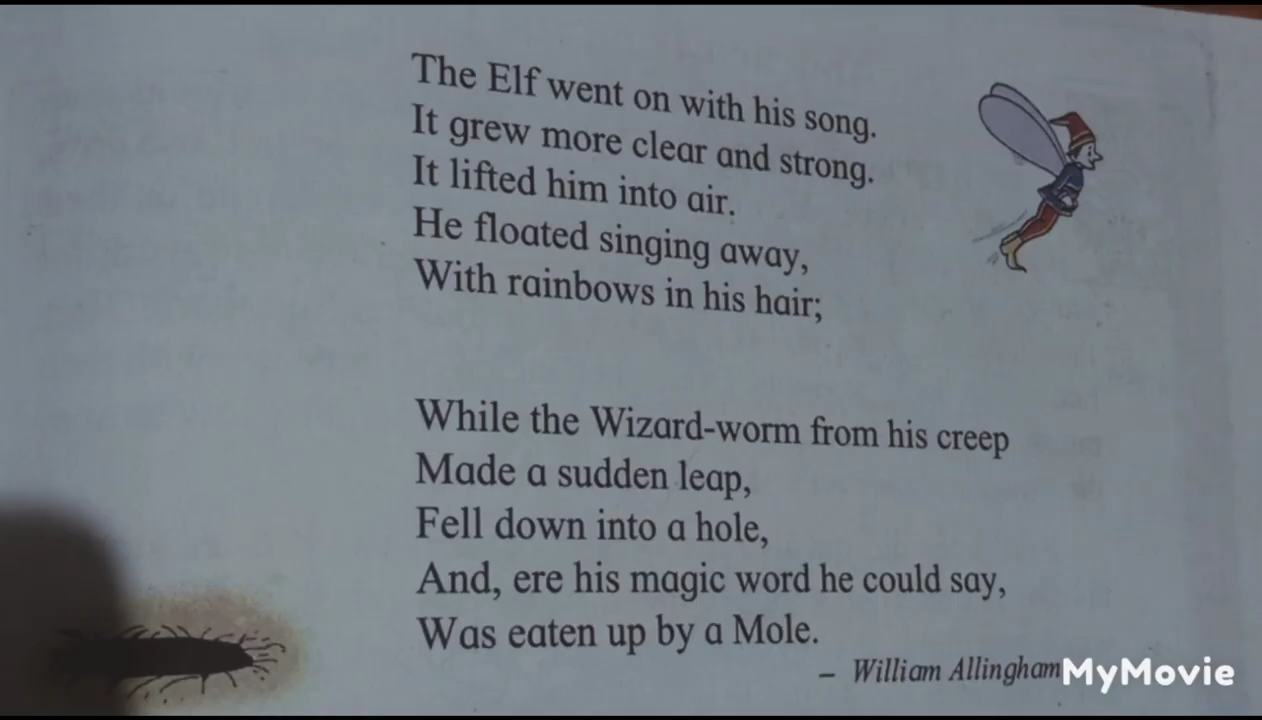 The Elf went on with his song.
It grew more clear and strong.
It lifted him into air.
He floated singing away,
With rainbows in his hair;
While the Wizard-worm from his creep
Made a sudden leap,
Fell down into a hole,
And, ere his magic word he could say,
Was eaten up by a Mole.
– William Allingham
MyMovie